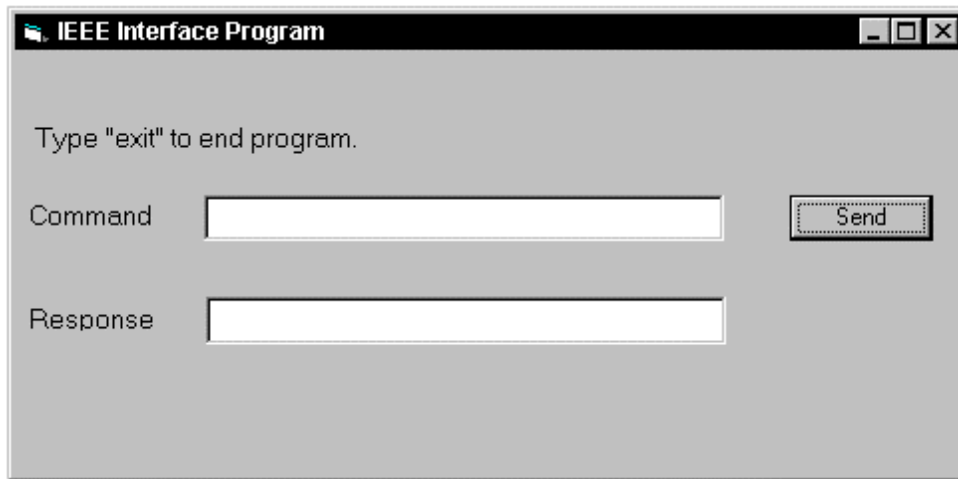 IEEE Interface Program
Type "exit" to end program.
Command
Send
Response